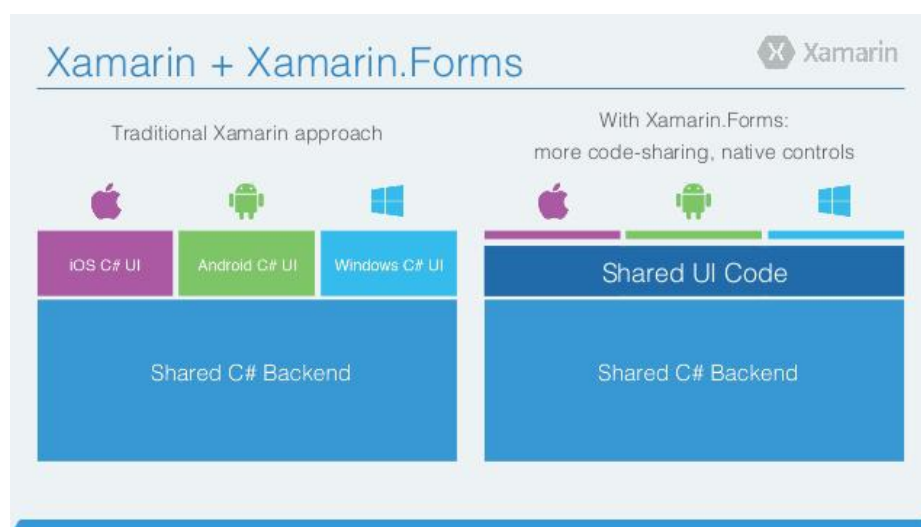 Xamarin + Xamarin.Forms
Xamarin
Traditional Xamarin approach
iOS C# UI
Android C# UI
Windows C# UI
Shared C# Backend
With Xamarin.Forms:
more code-sharing, native controls
Shared UI Code
Shared C# Backend